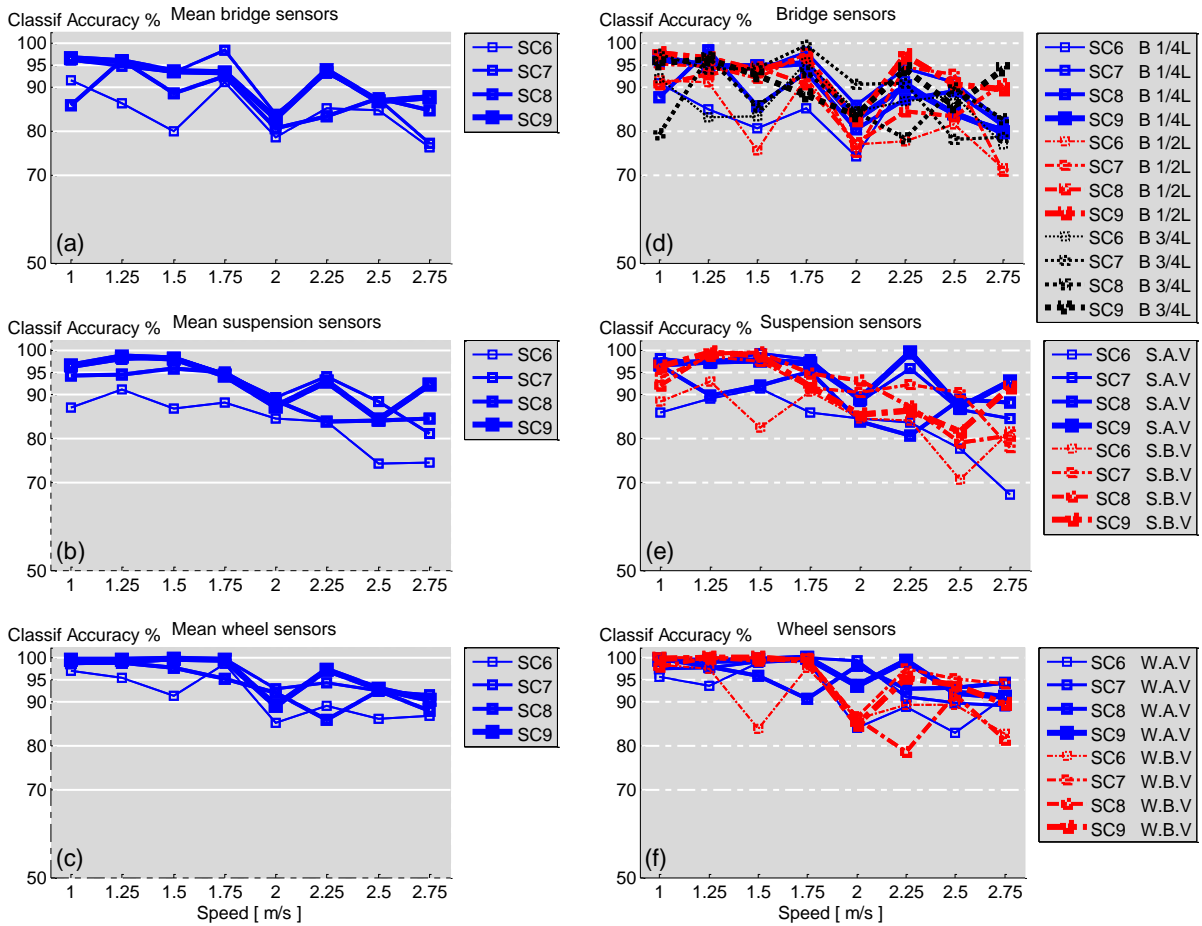 Classif Accuracy % Mean bridge sensors
100
95
90
80
70
50
(a)
1 1.25 1.5 1.75 2 2.25 2.5 2.75
SC6
SC7
SC8
SC9
Classif Accuracy % Bridge sensors
100
95
90
80
70
50
(d)
1 1.25 1.5 1.75 2 2.25 2.5 2.75
SC6 B 1/4L
SC7 B 1/4L
SC8 B 1/4L
SC9 B 1/4L
SC6 B 1/2L
SC7 B 1/2L
SC8 B 1/2L
SC9 B 1/2L
SC6 B 3/4L
SC7 B 3/4L
SC8 B 3/4L
SC9 B 3/4L
Classif Accuracy % Mean suspension sensors
100
95
90
80
70
50
(b)
1 1.25 1.5 1.75 2 2.25 2.5 2.75
SC6
SC7
SC8
SC9
Classif Accuracy % Suspension sensors
100
95
90
80
70
50
(e)
1 1.25 1.5 1.75 2 2.25 2.5 2.75
SC6 S.A.V
SC7 S.A.V
SC8 S.A.V
SC9 S.A.V
SC6 S.B.V
SC7 S.B.V
SC8 S.B.V
SC9 S.B.V
Classif Accuracy % Mean wheel sensors
100
95
90
80
70
50
(c)
1 1.25 1.5 1.75 2 2.25 2.5 2.75
Speed [ m/s ]
SC6
SC7
SC8
SC9
Classif Accuracy % Wheel sensors
100
95
90
80
70
50
(f)
1 1.25 1.5 1.75 2 2.25 2.5 2.75
Speed [ m/s ]
SC6 W.A.V
SC7 W.A.V
SC8 W.A.V
SC9 W.A.V
SC6 W.B.V
SC7 W.B.V
SC8 W.B.V
SC9 W.B.V